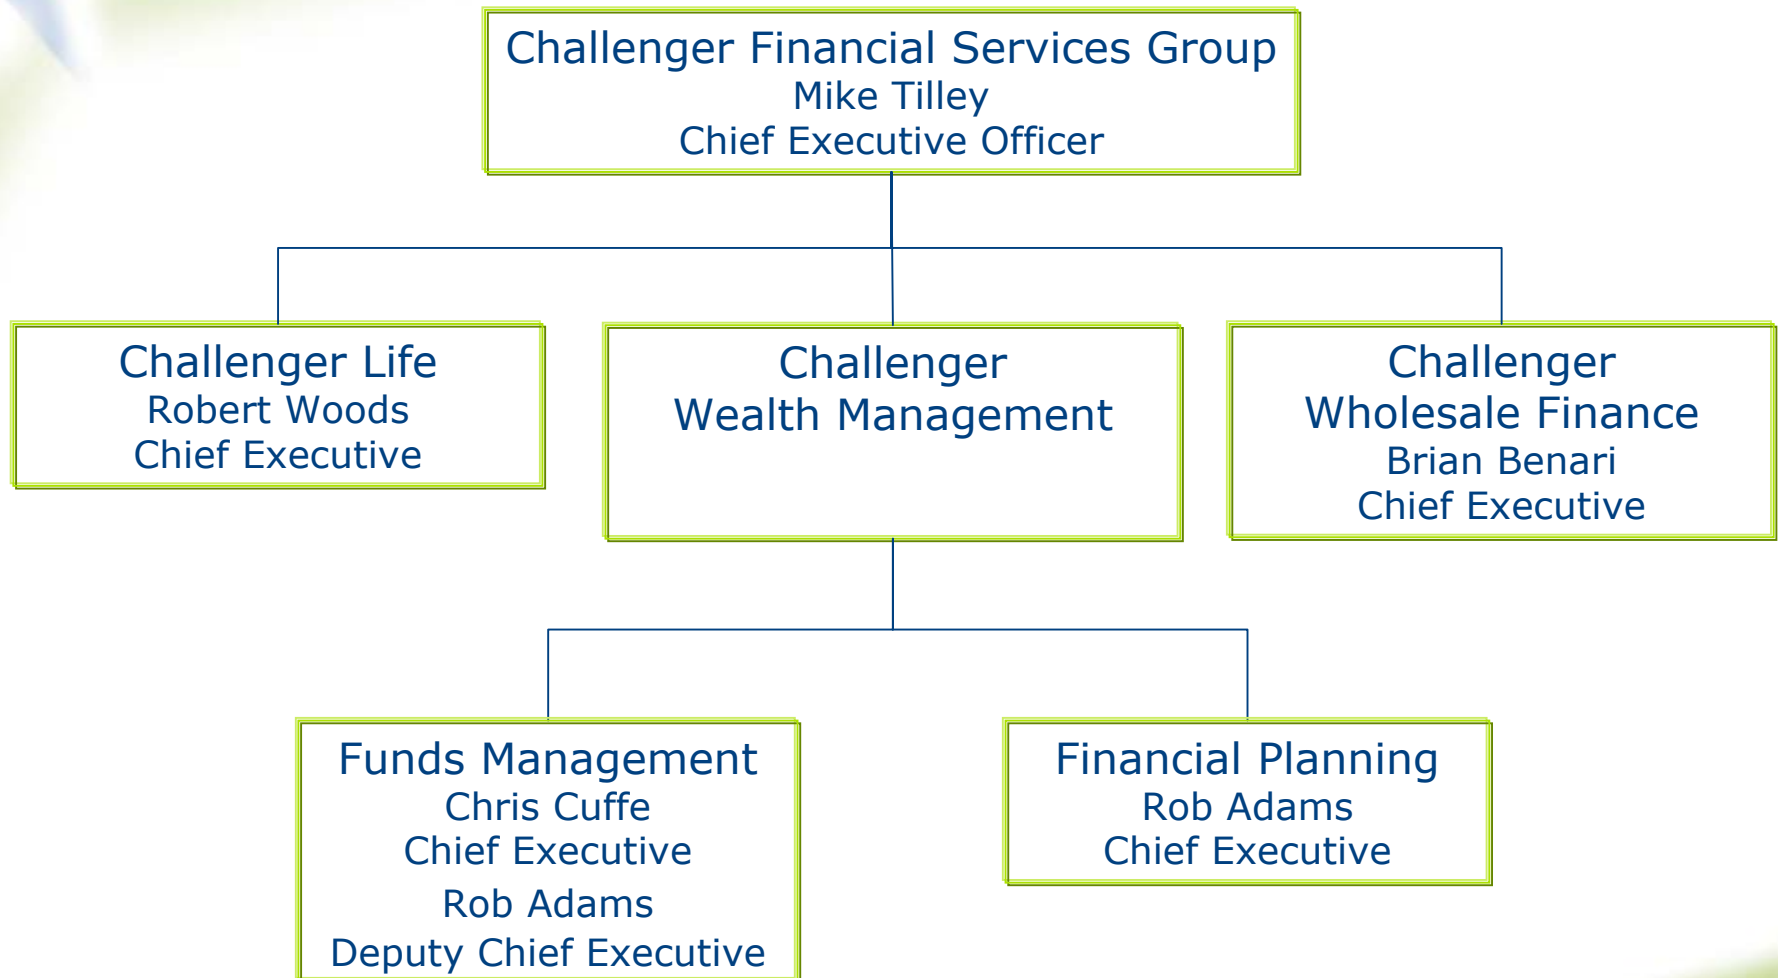 Challenger Financial Services Group
Mike Tilley
Chief Executive Officer
Challenger Life
Robert Woods
Chief Executive
Challenger
Wealth Management
Challenger
Wholesale Finance
Brian Benari
Chief Executive
Funds Management
Chris Cuffe
Chief Executive
Rob Adams
Deputy Chief Executive
Financial Planning
Rob Adams
Chief Executive